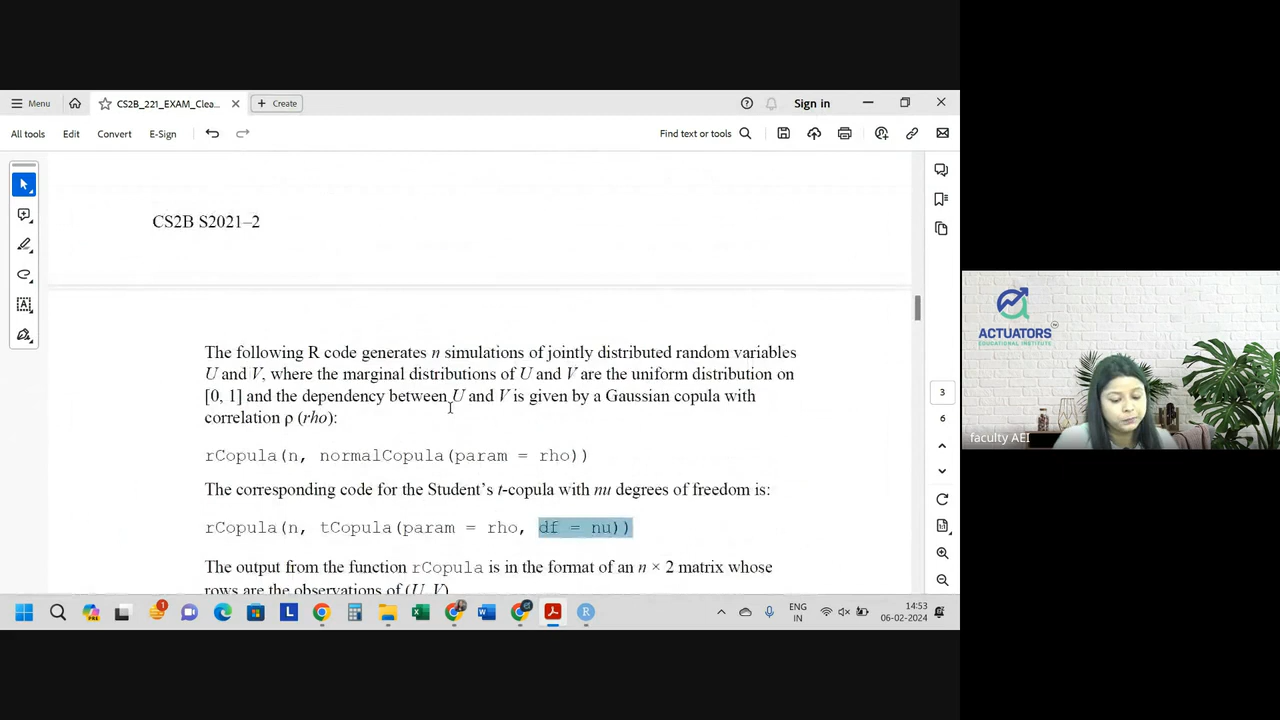 Menu
CS2B_221_EXAM_Clea...
Create
Sign in
All tools
Edit
Convert
E-Sign
Find text or tools
CS2B S2021–2
The following R code generates n simulations of jointly distributed random variables
U and V, where the marginal distributions of U and V are the uniform distribution on
[0, 1] and the dependency between U and V is given by a Gaussian copula with
correlation ρ (rho):
rCopula(n, normalCopula(param = rho))
The corresponding code for the Student's t-copula with nu degrees of freedom is:
rCopula(n, tCopula(param = rho, df = nu))
The output from the function rCopula is in the format of an n × 2 matrix whose
rows are the observations of (U, V)
3
6
ACTUATORS
EDUCATIONAL INSTITUTE
faculty AEI
ENG
IN
14:53
06-02-2024